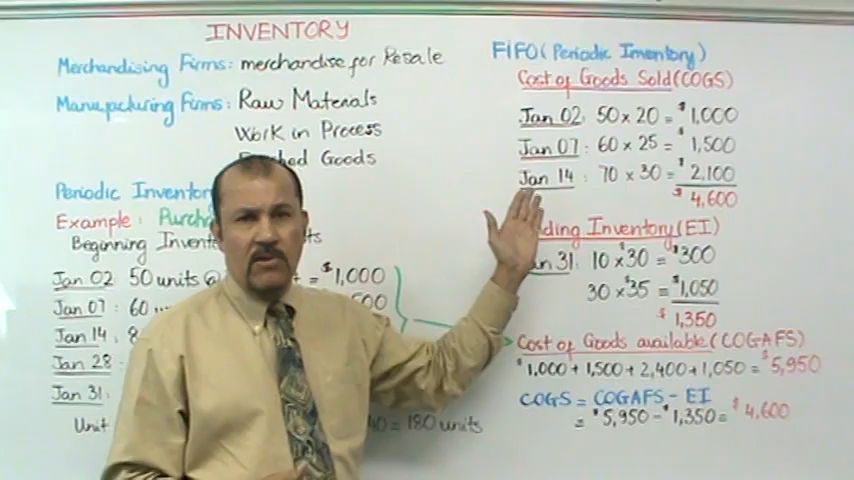 INVENTORY
Merchandising Firms: merchandise for Resale
Manufacturing Firms: Raw Materials
Work in Process
Goods
Periodic
Example:
Beginning
Jan 02 50 units @ = $1,000
Jan 07: 60
Jan 14:
Jan 28:
Jan 31:
Unit = 180 units
FIFO (Periodic Inventory)
Cost of Goods Sold (COGS)
Jan 02: 50 x 20 = $1,000
Jan 07: 60 x 25 = $1,500
Jan 14: 70 x 30 = $2,100
$4,600
Inventory (EI)
31: 10 x $30 = $300
30 x $35 = $1,050
$1,350
Cost of Goods available (COGAFS)
$1,000 + 1,500 + 2,400 + 1,050 = $5,950
COGS = COGAFS - EI
= $5,950 - $1,350 = $4,600